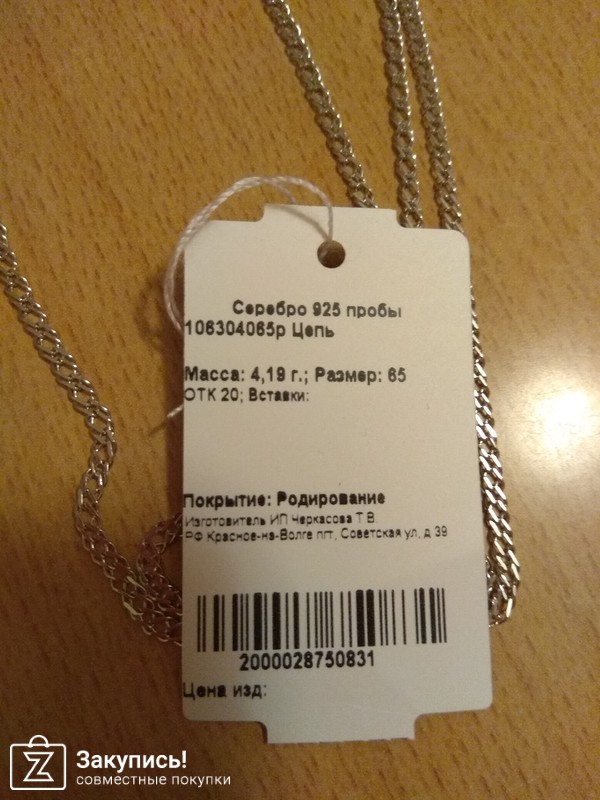 Серебро 925 пробы
106304065р Цепь
Масса: 4,19 г.; Размер: 65
ОТК 20; Вставки:
Покрытие: Родирование
Изготовитель ИП Черкасова Т.В.
РФ Красное-на-Волге пгт, Советская ул, д 39
2000028750831
Цена изд:
Закупись!
совместные покупки